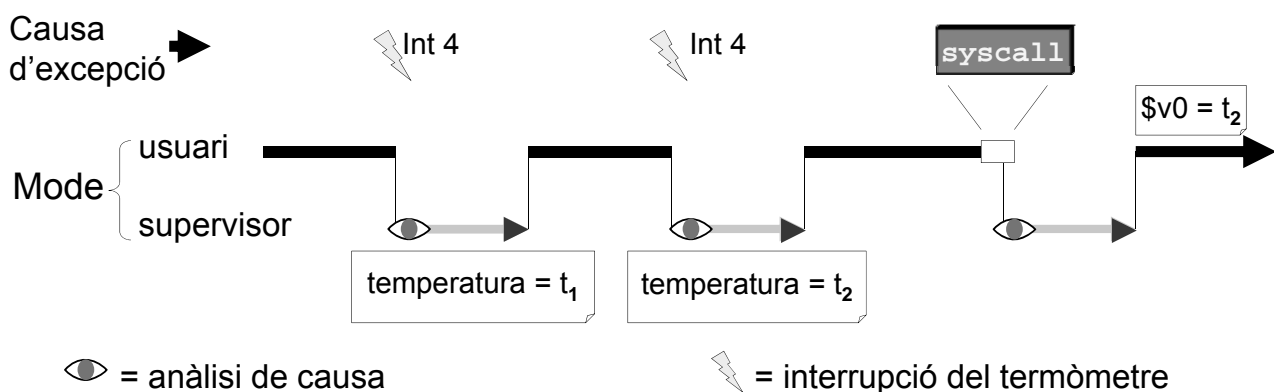 Causa
d’excepció
Int 4
Int 4
syscall
$v0 = t2
Mode
usuari
supervisor
temperatura = t1
temperatura = t2
= anàlisi de causa
= interrupció del termòmetre